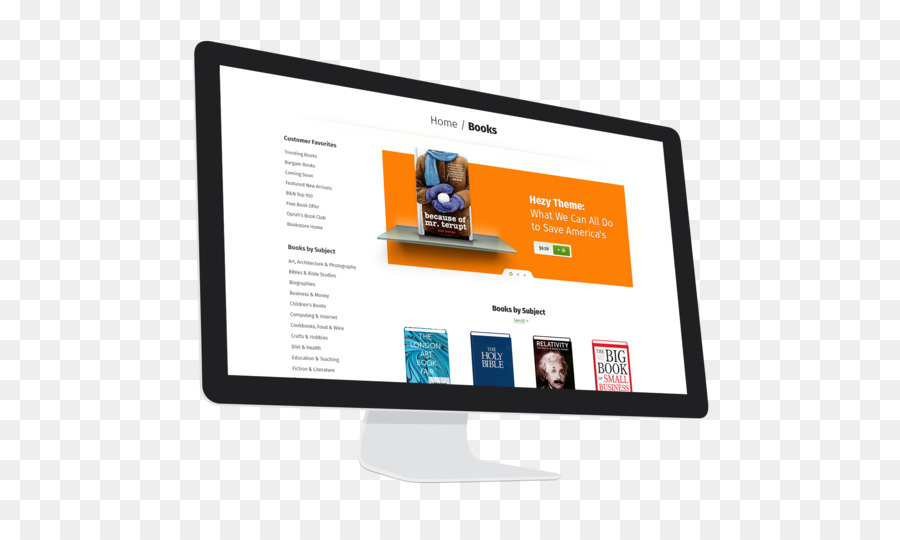 Home / Books
Customer Favorites
Trending Books
Bargain Books
Coming Soon
Featured New Arrivals
B&N Top 100
Free Book Offer
Oprah's Book Club
Bookstore Home
Books by Subject
Art, Architecture & Photography
Bibles & Bible Studies
Biographies
Business & Money
Children's Books
Computing & Internet
Cookbooks, Food & Wine
Crafts & Hobbies
Diet & Health
Education & Teaching
Fiction & Literature
because of
mr. terupt
Hezy Theme:
What We Can All Do
to Save America's
Books by Subject
See All
THE
LONDON
ART
BOOK
FAIR
THE
HOLY
BIBLE
RELATIVITY
THE BIG
BOOK
OF SMALL
BUSINESS